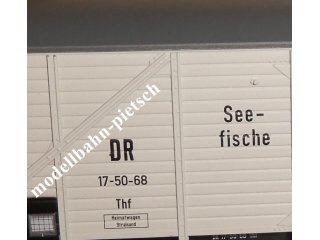 modellbahn-pietsch
DR
17-50-68
Thf
Heimatwagen
Stralsund
See-
fische